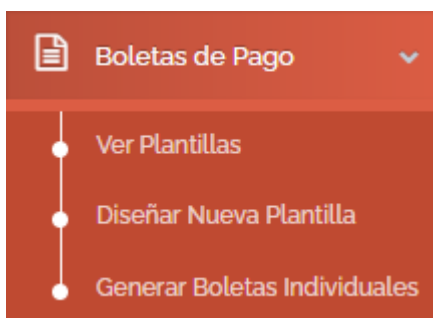 Boletas de Pago
Ver Plantillas
Diseñar Nueva Plantilla
Generar Boletas Individuales